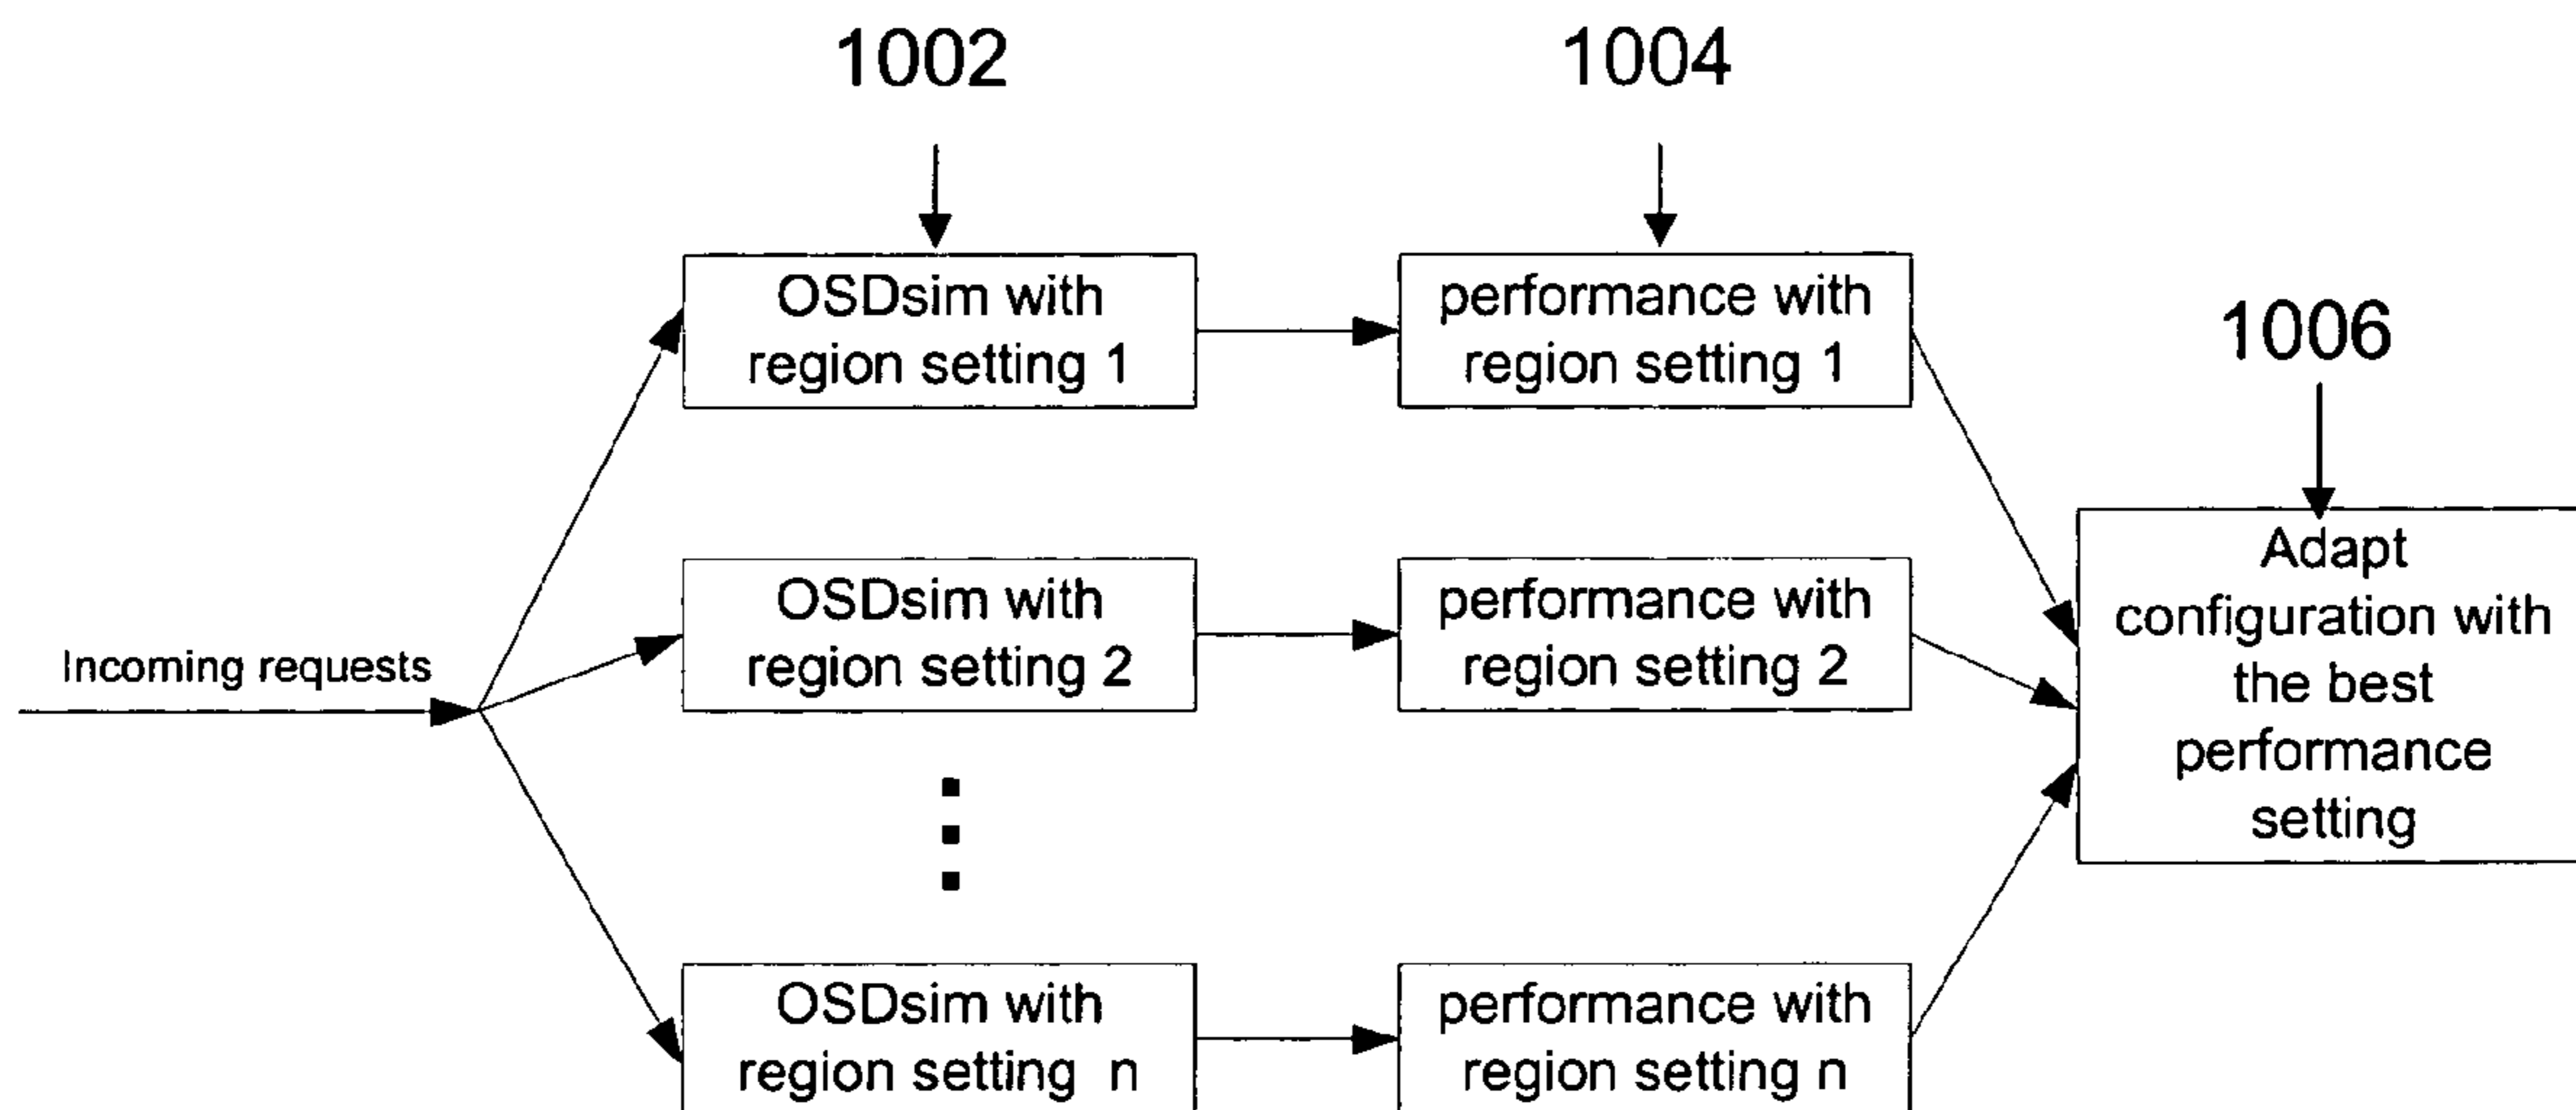 1002
1004
1006
OSDsim with
region setting 1
performance with
region setting 1
OSDsim with
region setting 2
performance with
region setting 2
Incoming requests
Adapt
configuration with
the best
performance
setting
OSDsim with
region setting n
performance with
region setting n